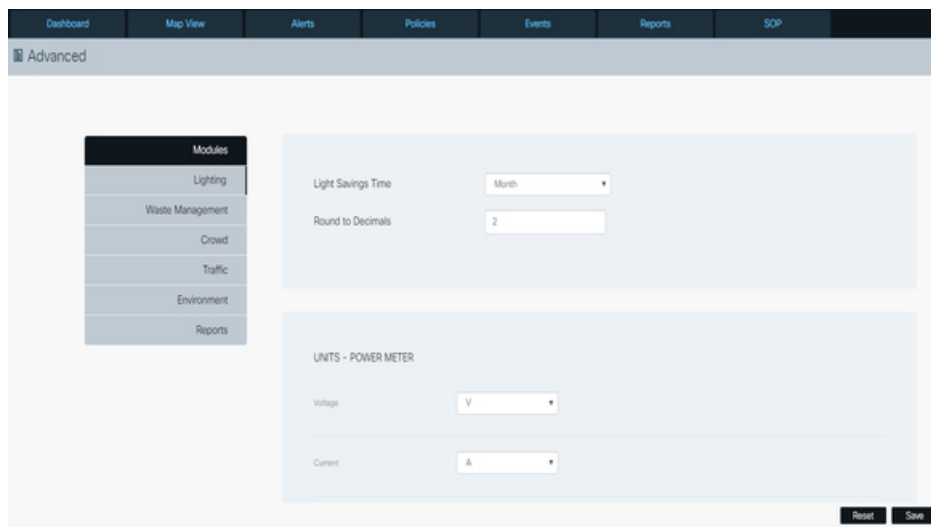 Dashboard Map View Alerts Policies Events Reports SOP
Advanced
Modules
Lighting
Waste Management
Crowd
Traffic
Environment
Reports
Light Savings Time Month
Round to Decimals 2
UNITS - POWER METER
Voltage V
Current A
Reset Save